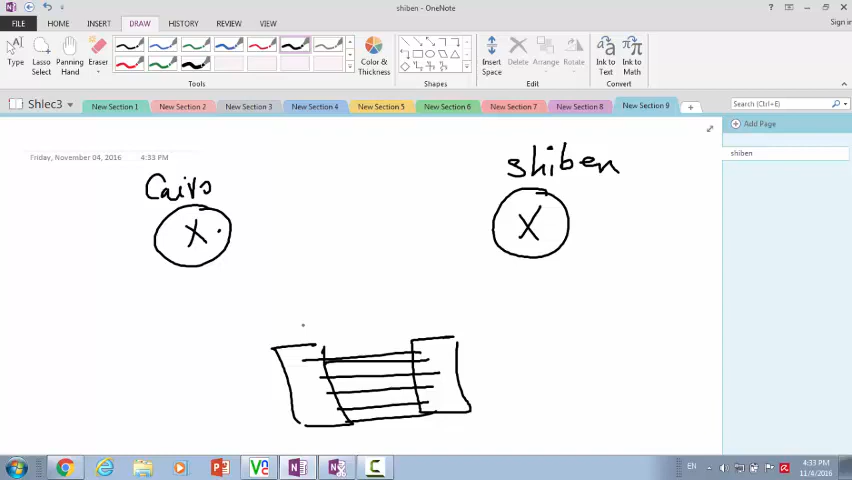 shiben - OneNote
FILE HOME INSERT DRAW HISTORY REVIEW VIEW
Sign in
Type Lasso Select Panning Hand Eraser
Color & Thickness
Insert Space Delete Arrange Rotate
Ink to Text Ink to Math
Tools Shapes Edit Convert
Shlec3 New Section 1 New Section 2 New Section 3 New Section 4 New Section 5 New Section 6 New Section 7 New Section 8 New Section 9 Search (Ctrl+E)
Add Page
shiben
Friday, November 04, 2016 4:33 PM
Cairo
shiben
X
X
EN 4:33 PM
11/4/2016